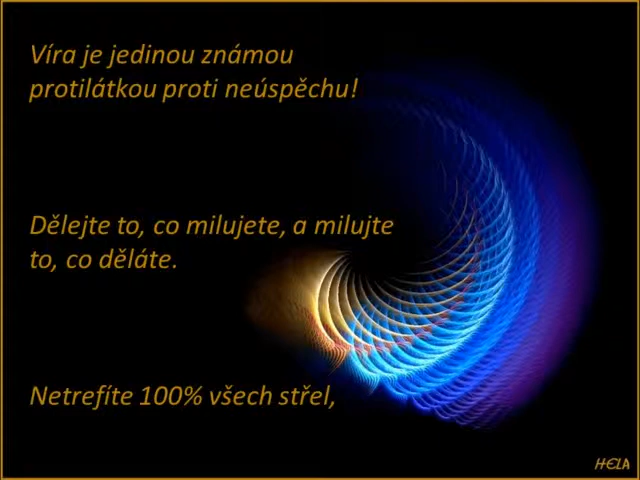 Víra je jedinou známou
protilátkou proti neúspěchu!
Dělejte to, co milujete, a milujte
to, co děláte.
Netrefíte 100% všech střel,
HELA